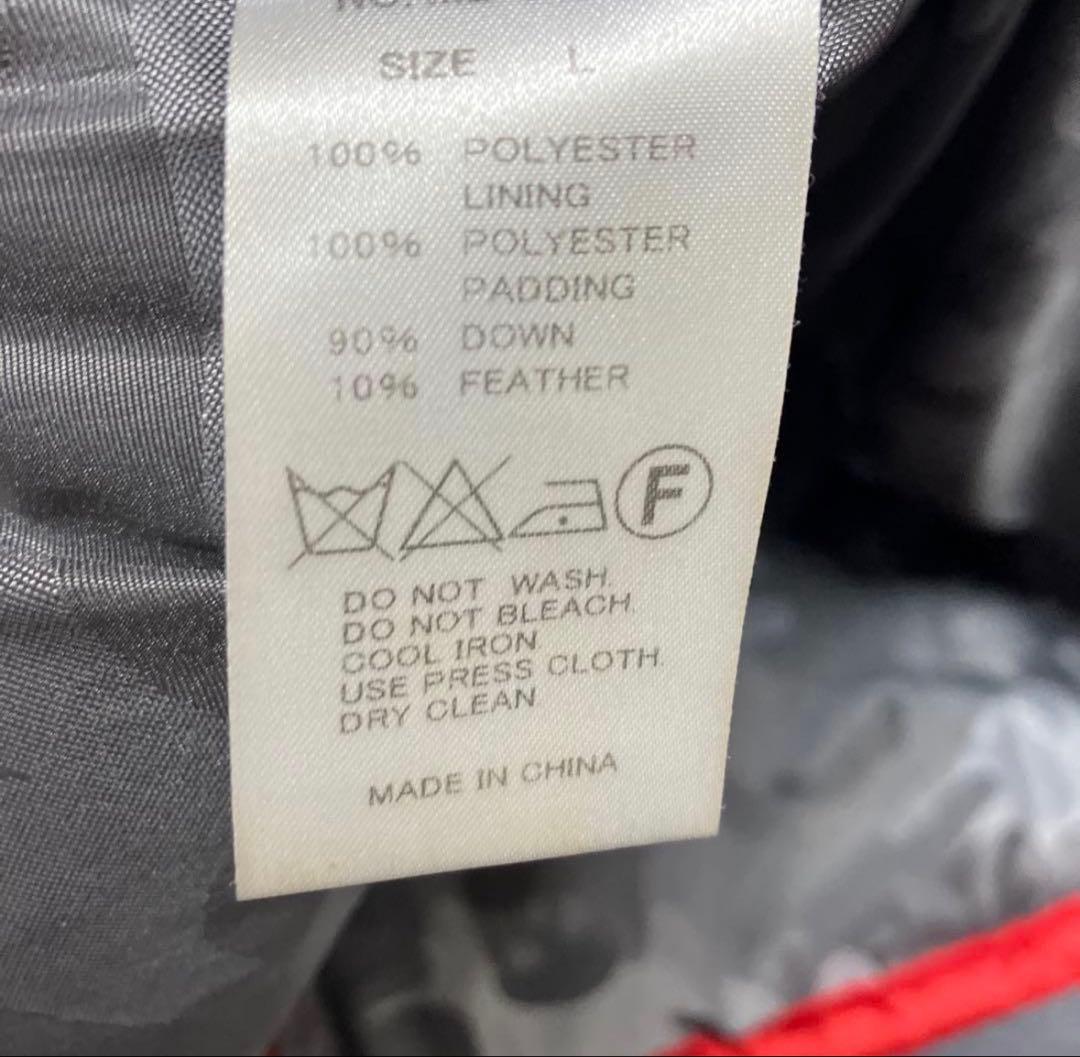 SIZE L
100% POLYESTER
LINING
100% POLYESTER
PADDING
90% DOWN
10% FEATHER
F
DO NOT WASH.
DO NOT BLEACH.
COOL IRON
USE PRESS CLOTH.
DRY CLEAN
MADE IN CHINA